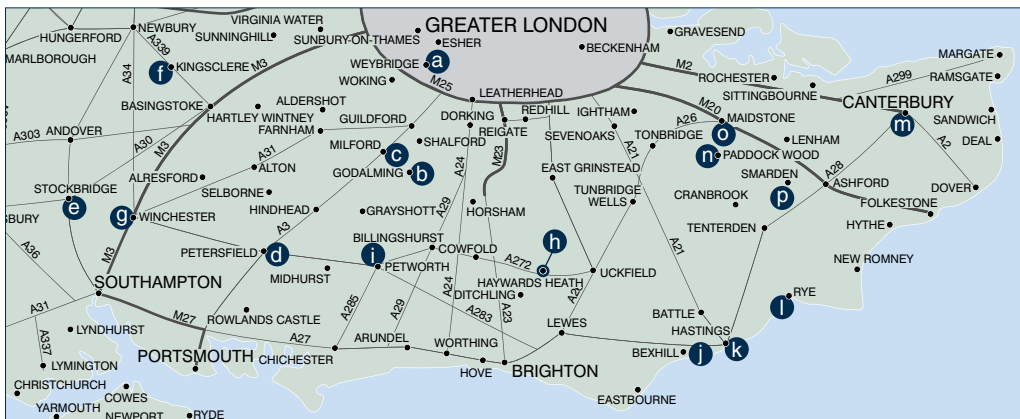 GREATER LONDON
NEWBURY
HUNGERFORD
MARLBOROUGH
A339
A34
f
KINGSCLERE
M3
VIRGINIA WATER
SUNNINGHILL
SUNBURY-ON-THAMES
ESHER
WEYBRIDGE
a
WOKING
M25
BECKENHAM
GRAVESEND
M2
ROCHESTER
SITTINGBOURNE
A299
MARGATE
RAMSGATE
SANDWICH
DEAL
CANTERBURY
m
A2
BASINGSTOKE
HARTLEY WINTNEY
ALDERSHOT
FARNHAM
GUILDFORD
LEATHERHEAD
DORKING
REDHILL
REIGATE
IGHTHAM
SEVENOAKS
M20
A26
MAIDSTONE
o
TONBRIDGE
n
PADDOCK WOOD
LENHAM
SMARDEN
A28
ASHFORD
DOVER
FOLKESTONE
A303
ANDOVER
A30
M3
A31
ALTON
MILFORD
c
SHALFORD
GODALMING
b
A24
M23
EAST GRINSTEAD
A21
TUNBRIDGE
WELLS
CRANBROOK
p
TENTERDEN
HYTHE
NEW ROMNEY
STOCKBRIDGE
e
ALRESFORD
SELBORNE
g
WINCHESTER
HINDHEAD
A3
GRAYSHOTT
A29
HORSHAM
SBURY
A36
M3
PETERSFIELD
d
MIDHURST
BILLINGSHURST
i
PETWORTH
COWFOLD
A272
h
HAYWARDS HEATH
DITCHLING
UCKFIELD
A21
SOUTHAMPTON
A31
M27
A337
LYNDHURST
ROWLANDS CASTLE
A285
A29
A24
A283
A23
LEWES
BATTLE
HASTINGS
j
k
BEXHILL
l
RYE
PORTSMOUTH
A27
CHICHESTER
ARUNDEL
WORTHING
HOVE
BRIGHTON
EASTBOURNE
LYMINGTON
CHRISTCHURCH
YARMOUTH
COWES
NEWPORT
RYDE